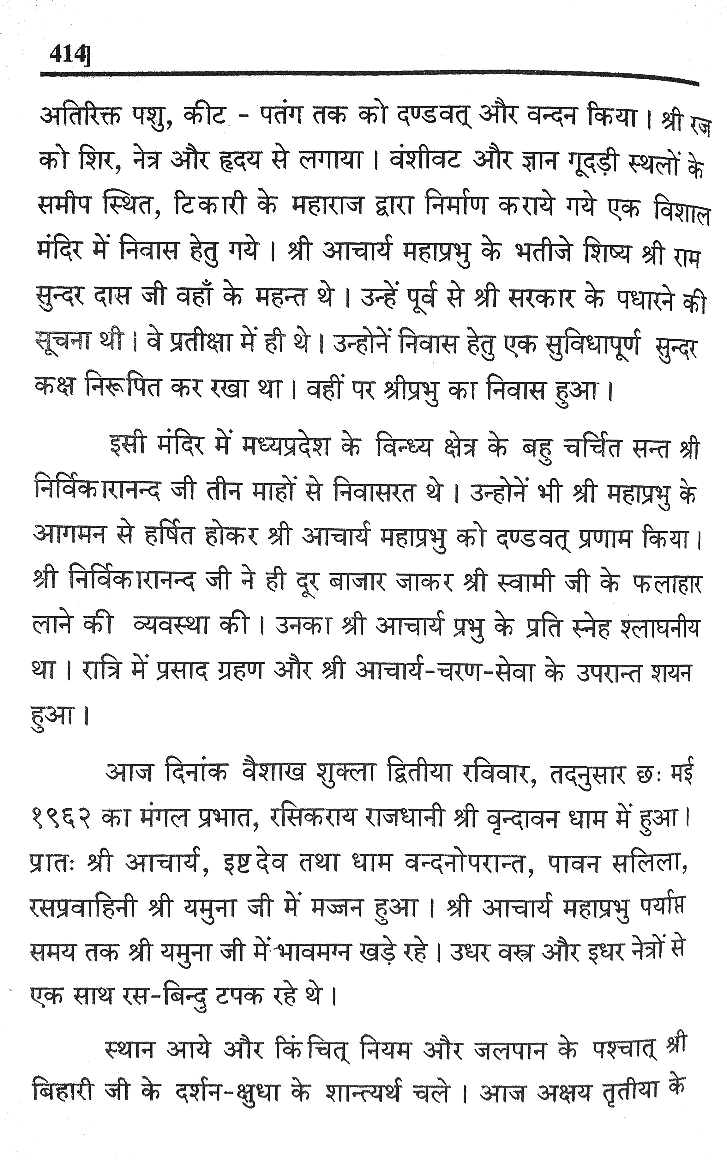 414]
अतिरिक्त पशु, कीट - पतंग तक को दण्डवत् और वन्दन किया । श्री रज
को शिर, नेत्र और हृदय से लगाया । वंशीवट और ज्ञान गूदड़ी स्थलों के
समीप स्थित, टिकारी के महाराज द्वारा निर्माण कराये गये एक विशाल
मंदिर में निवास हेतु गये । श्री आचार्य महाप्रभु के भतीजे शिष्य श्री राम
सुन्दर दास जी वहाँ के महन्त थे । उन्हें पूर्व से श्री सरकार के पधारने की
सूचना थी । वे प्रतीक्षा में ही थे । उन्होनें निवास हेतु एक सुविधापूर्ण सुन्दर
कक्ष निरूपित कर रखा था । वहीं पर श्रीप्रभु का निवास हुआ ।
इसी मंदिर में मध्यप्रदेश के विन्ध्य क्षेत्र के बहु चर्चित सन्त श्री
निर्विकारानन्द जी तीन माहों से निवासरत थे । उन्होनें भी श्री महाप्रभु के
आगमन से हर्षित होकर श्री आचार्य महाप्रभु को दण्डवत् प्रणाम किया ।
श्री निर्विकारानन्द जी ने ही दूर बाजार जाकर श्री स्वामी जी के फलाहार
लाने की व्यवस्था की । उनका श्री आचार्य प्रभु के प्रति स्नेह श्लाघनीय
था । रात्रि में प्रसाद ग्रहण और श्री आचार्य-चरण-सेवा के उपरान्त शयन
हुआ ।
आज दिनांक वैशाख शुक्ला द्वितीया रविवार, तदनुसार छः मई
१९६२ का मंगल प्रभात, रसिकराय राजधानी श्री वृन्दावन धाम में हुआ ।
प्रातः श्री आचार्य, इष्ट देव तथा धाम वन्दनोपरान्त, पावन सलिला,
रसप्रवाहिनी श्री यमुना जी में मज्जन हुआ । श्री आचार्य महाप्रभु पर्याप्त
समय तक श्री यमुना जी में भावमग्न खड़े रहे । उधर वस्त्र और इधर नेत्रों से
एक साथ रस-बिन्दु टपक रहे थे ।
स्थान आये और किंचित् नियम और जलपान के पश्चात् श्री
बिहारी जी के दर्शन-क्षुधा के शान्त्यर्थ चले । आज अक्षय तृतीया के